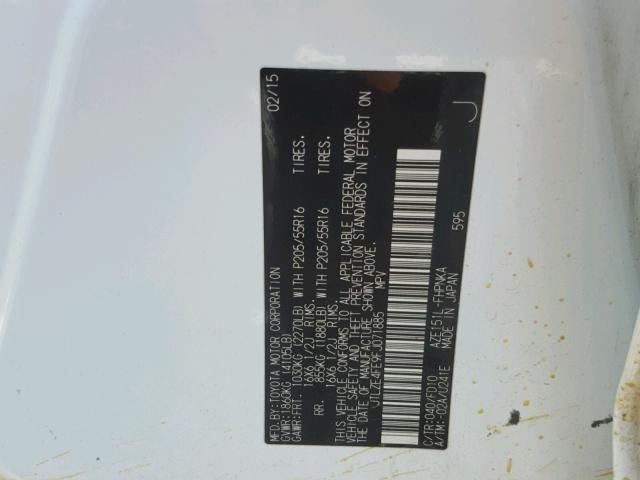 MFD.BY:TOYOTA MOTOR CORPORATION 02/15
GVWR:1860KG (4105LB)
GAWR:FRT. 1030KG (2270LB) WITH P205/55R16 TIRES.
16X6 1/2J RIMS.
RR. 855KG (1880LB) WITH P205/55R16 TIRES.
16X6 1/2J RIMS.
THIS VEHICLE CONFORMS TO ALL APPLICABLE FEDERAL MOTOR
VEHICLE SAFETY AND THEFT PREVENTION STANDARDS IN EFFECT ON
THE DATE OF MANUFACTURE SHOWN ABOVE.
JTLZE4FE9FJ071885 MPV
C/TR:040/FD10 AZE151L-FHPNKA
A/TM:-02A/U241E MADE IN JAPAN
595 J